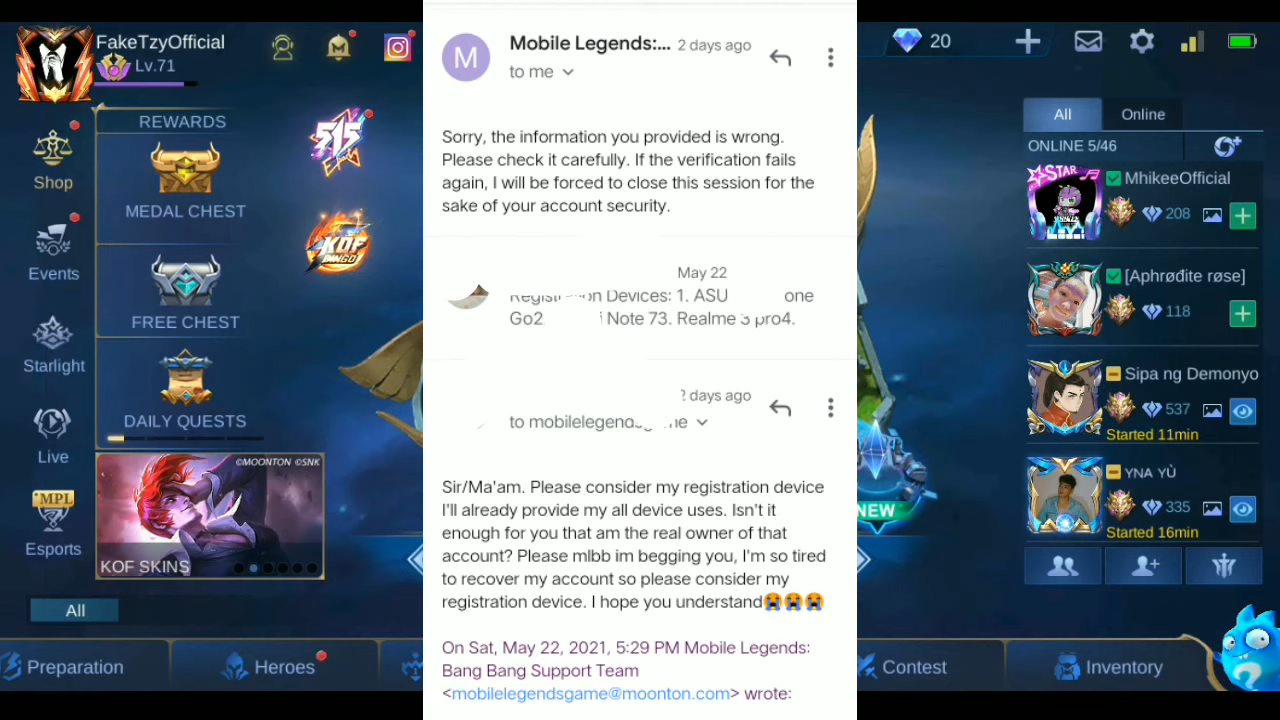 FakeTzyOfficial
Lv.71
REWARDS
MEDAL CHEST
FREE CHEST
DAILY QUESTS
Shop
Events
Starlight
Live
MPL
Esports
515
KOF
BINGO
©MOONTON ©SNK
KOF SKINS
All
Preparation
Heroes
M
Mobile Legends:... 2 days ago
to me
Sorry, the information you provided is wrong.
Please check it carefully. If the verification fails
again, I will be forced to close this session for the
sake of your account security.
May 22
Devices: 1. ASU one
Go2 Note 73. Realme 3 pro4.
days ago
to
Sir/Ma'am. Please consider my registration device
I'll already provide my all device uses. Isn't it
enough for you that am the real owner of that
account? Please mlbb im begging you, I'm so tired
to recover my account so please consider my
registration device. I hope you understand😭😭😭
On Sat, May 22, 2021, 5:29 PM Mobile Legends:
Bang Bang Support Team
<mobilelegendsgame@moonton.com> wrote:
20
All
Online
ONLINE 5/46
STAR
MhikeeOfficial
208
[Aphrøđite røse]
118
Sipa ng Demonyo
537
Started 11min
YNA YÙ
335
Started 16min
NEW
Contest
Inventory